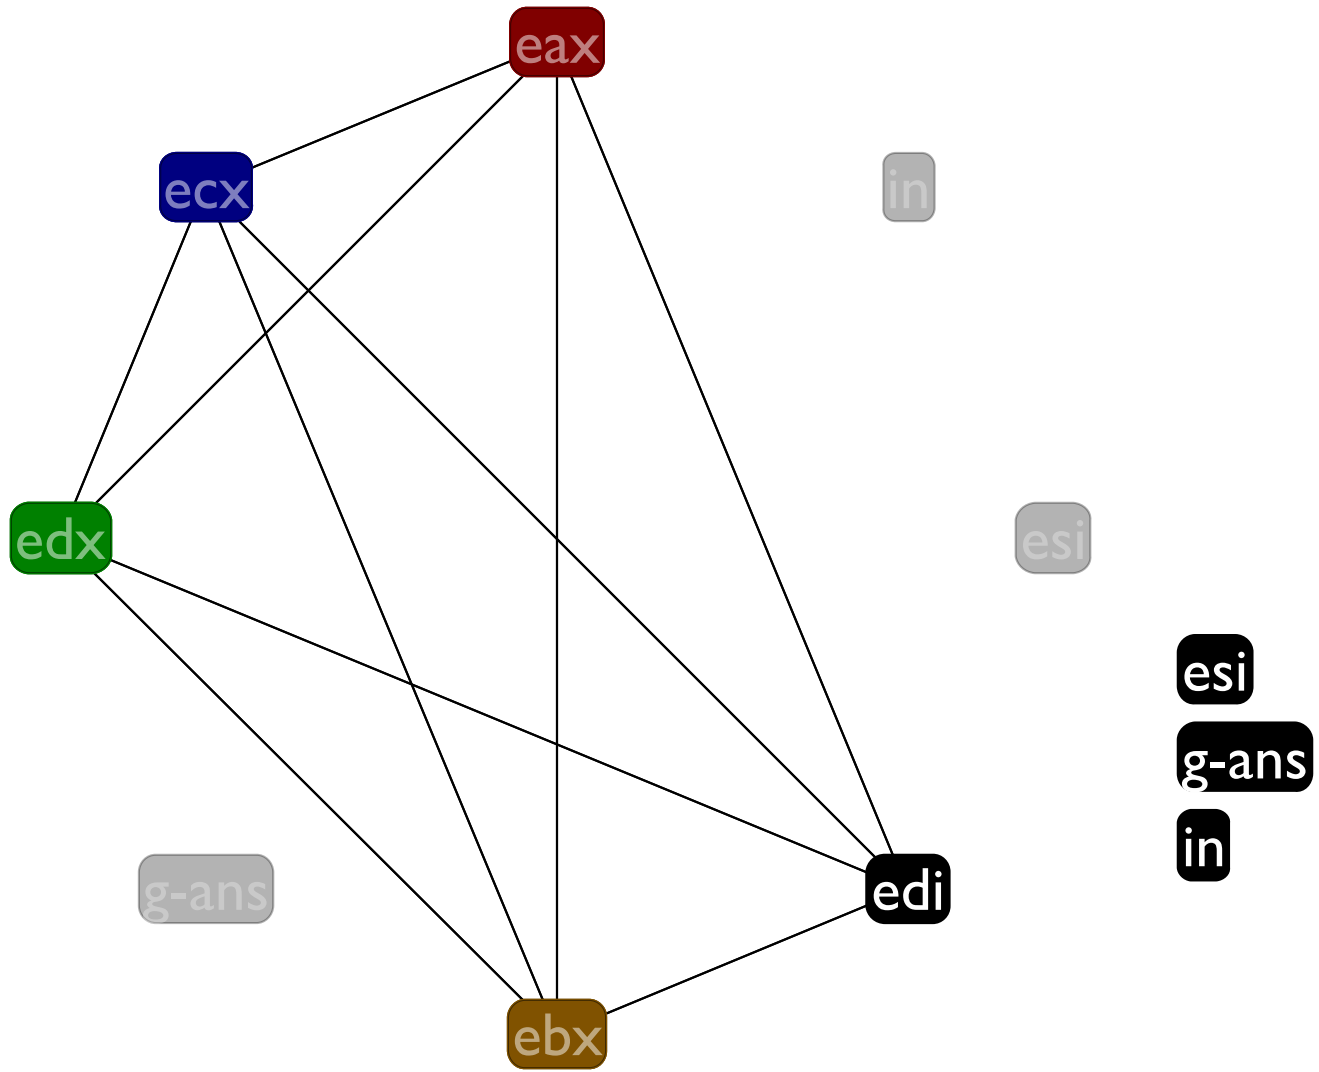 eax
ecx
in
edx
esi
esi
g-ans
in
g-ans
edi
ebx